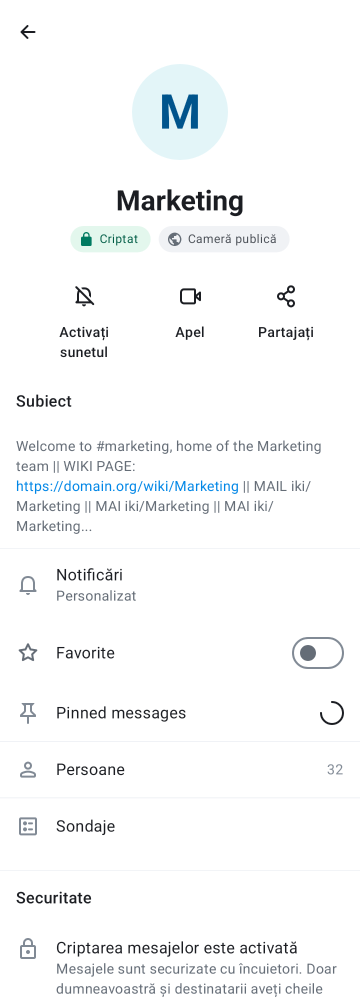 M
Marketing
Criptat
Cameră publică
Activați
sunetul
Apel
Partajați
Subiect
Welcome to #marketing, home of the Marketing
team || WIKI PAGE:
https://domain.org/wiki/Marketing || MAIL iki/
Marketing || MAI iki/Marketing || MAI iki/
Marketing...
Notificări
Personalizat
Favorite
Pinned messages
Persoane 32
Sondaje
Securitate
Criptarea mesajelor este activată
Mesajele sunt securizate cu încuietori. Doar
dumneavoastră și destinatarii aveți cheile